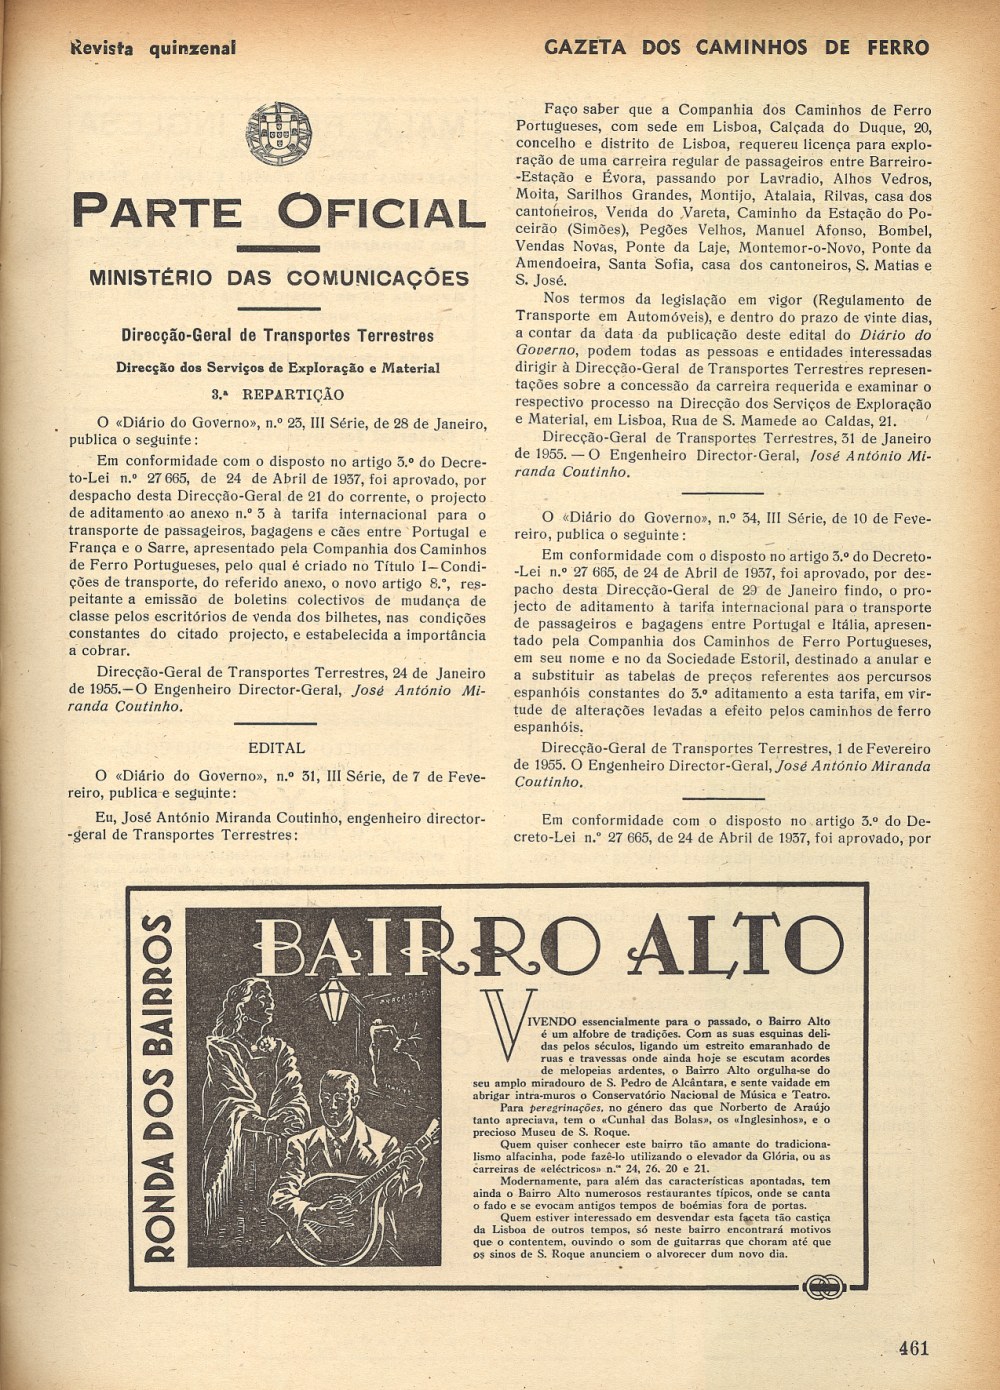 Revista quinzenal
GAZETA DOS CAMINHOS DE FERRO
PARTE OFICIAL
MINISTÉRIO DAS COMUNICAÇÕES
Direcção-Geral de Transportes Terrestres
Direcção dos Serviços de Exploração e Material
3.ª REPARTIÇÃO
O «Diário do Governo», n.º 23, III Série, de 28 de Janeiro,
publica o seguinte:
Em conformidade com o disposto no artigo 3.º do Decre-
to-Lei n.º 27665, de 24 de Abril de 1937, foi aprovado, por
despacho desta Direcção-Geral de 21 do corrente, o projecto
de aditamento ao anexo n.º 3 à tarifa internacional para o
transporte de passageiros, bagagens e cães entre Portugal e
França e o Sarre, apresentado pela Companhia dos Caminhos
de Ferro Portugueses, pelo qual é criado no Título I—Condi-
ções de transporte, do referido anexo, o novo artigo 8.º, res-
peitante a emissão de boletins colectivos de mudança de
classe pelos escritórios de venda dos bilhetes, nas condições
constantes do citado projecto, e estabelecida a importância
a cobrar.
Direcção-Geral de Transportes Terrestres, 24 de Janeiro
de 1955.—O Engenheiro Director-Geral, José António Mi-
randa Coutinho.
EDITAL
O «Diário do Governo», n.º 31, III Série, de 7 de Feve-
reiro, publica e seguinte:
Eu, José António Miranda Coutinho, engenheiro director-
-geral de Transportes Terrestres:
Faço saber que a Companhia dos Caminhos de Ferro
Portugueses, com sede em Lisboa, Calçada do Duque, 20,
concelho e distrito de Lisboa, requereu licença para explo-
ração de uma carreira regular de passageiros entre Barreiro-
-Estação e Évora, passando por Lavradio, Alhos Vedros,
Moita, Sarilhos Grandes, Montijo, Atalaia, Rilvas, casa dos
cantoneiros, Venda do Vareta, Caminho da Estação do Po-
ceirão (Simões), Pegões Velhos, Manuel Afonso, Bombel,
Vendas Novas, Ponte da Laje, Montemor-o-Novo, Ponte da
Amendoeira, Santa Sofia, casa dos cantoneiros, S. Matias e
S. José.
Nos termos da legislação em vigor (Regulamento de
Transporte em Automóveis), e dentro do prazo de vinte dias,
a contar da data da publicação deste edital do Diário do
Governo, podem todas as pessoas e entidades interessadas
dirigir à Direcção-Geral de Transportes Terrestres represen-
tações sobre a concessão da carreira requerida e examinar o
respectivo processo na Direcção dos Serviços de Exploração
e Material, em Lisboa, Rua de S. Mamede ao Caldas, 21.
Direcção-Geral de Transportes Terrestres, 31 de Janeiro
de 1955. — O Engenheiro Director-Geral, José António Mi-
randa Coutinho.
O «Diário do Governo», n.º 34, III Série, de 10 de Feve-
reiro, publica o seguinte:
Em conformidade com o disposto no artigo 3.º do Decreto-
-Lei n.º 27 665, de 24 de Abril de 1937, foi aprovado, por des-
pacho desta Direcção-Geral de 29 de Janeiro findo, o pro-
jecto de aditamento à tarifa internacional para o transporte
de passageiros e bagagens entre Portugal e Itália, apresen-
tado pela Companhia dos Caminhos de Ferro Portugueses,
em seu nome e no da Sociedade Estoril, destinado a anular e
a substituir as tabelas de preços referentes aos percursos
espanhóis constantes do 3.º aditamento a esta tarifa, em vir-
tude de alterações levadas a efeito pelos caminhos de ferro
espanhóis.
Direcção-Geral de Transportes Terrestres, 1 de Fevereiro
de 1955. O Engenheiro Director-Geral, José António Miranda
Coutinho.
Em conformidade com o disposto no artigo 3.º do De-
creto-Lei n.º 27 665, de 24 de Abril de 1937, foi aprovado, por
RONDA DOS BAIRROS
BAIRRO ALTO
VIVENDO essencialmente para o passado, o Bairro Alto
é um alfobre de tradições. Com as suas esquinas deli-
das pelos séculos, ligando um estreito emaranhado de
ruas e travessas onde ainda hoje se escutam acordes
de melopeias ardentes, o Bairro Alto orgulha-se do
seu amplo miradouro de S. Pedro de Alcântara, e sente vaidade em
abrigar intra-muros o Conservatório Nacional de Música e Teatro.
Para peregrinações, no género das que Norberto de Araújo
tanto apreciava, tem o «Cunhal das Bolas», os «Inglesinhos», e o
precioso Museu de S. Roque.
Quem quiser conhecer este bairro tão amante do tradiciona-
lismo alfacinha, pode fazê-lo utilizando o elevador da Glória, ou as
carreiras de «eléctricos» n.ºˢ 24, 26, 20 e 21.
Modernamente, para além das características apontadas, tem
ainda o Bairro Alto numerosos restaurantes típicos, onde se canta
o fado e se evocam antigos tempos de boémias fora de portas.
Quem estiver interessado em desvendar esta faceta tão castiça
da Lisboa de outros tempos, só neste bairro encontrará motivos
que o contentem, ouvindo o som de guitarras que choram até que
os sinos de S. Roque anunciem o alvorecer dum novo dia.
461